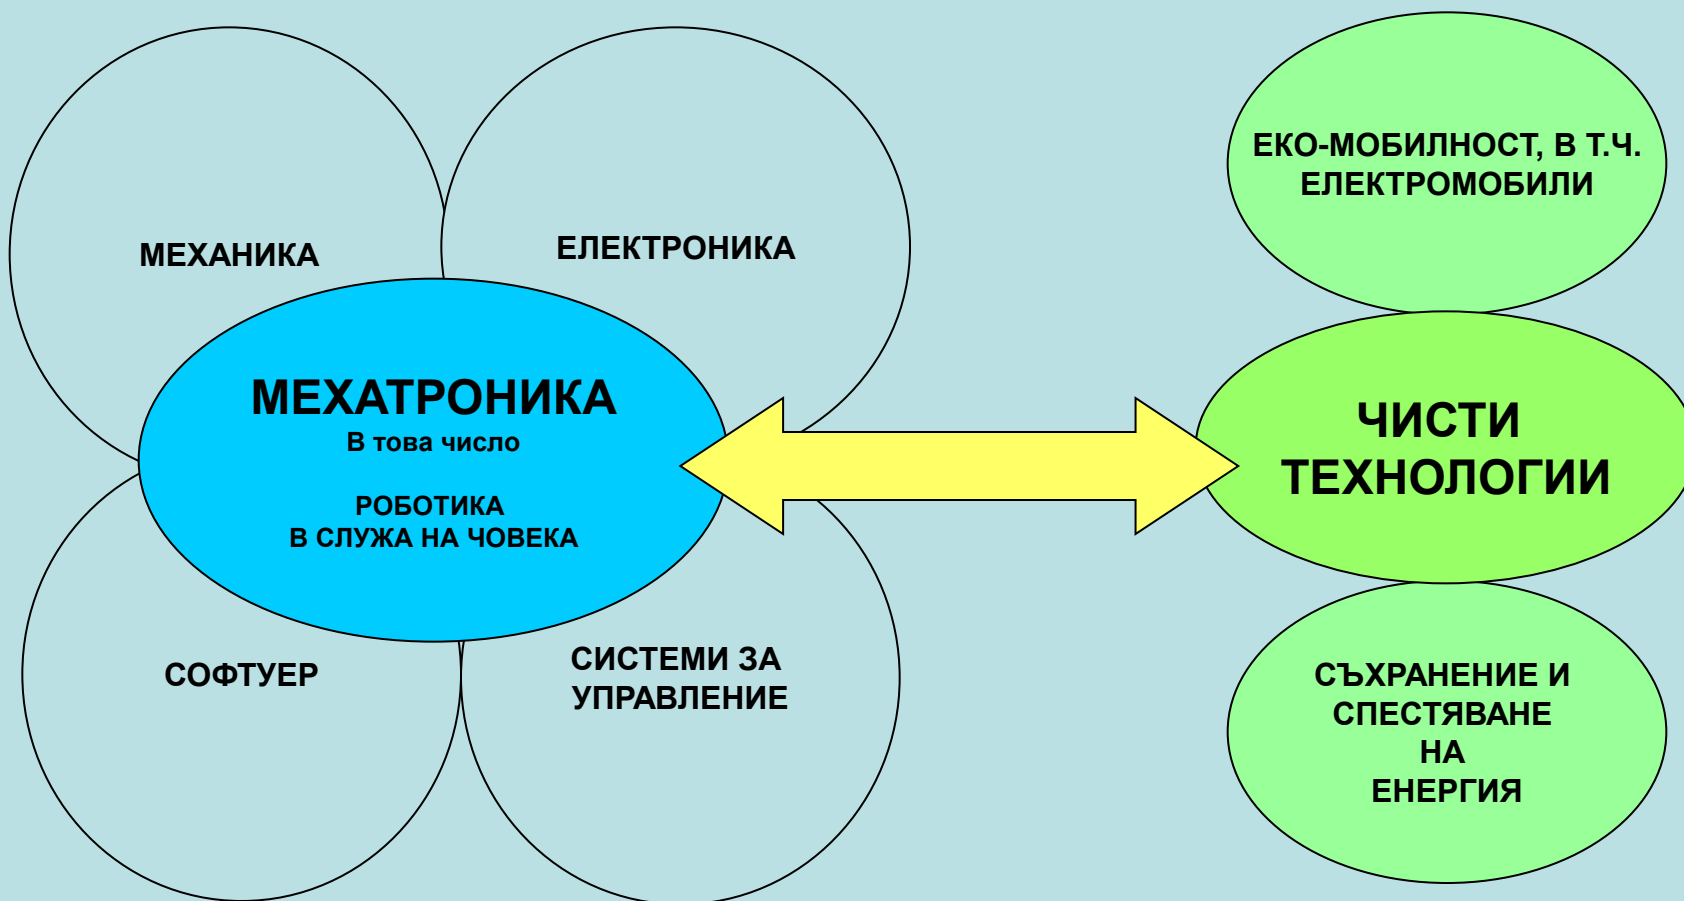 МЕХАНИКА
ЕЛЕКТРОНИКА
МЕХАТРОНИКА
В това число
РОБОТИКА
В СЛУЖА НА ЧОВЕКА
СОФТУЕР
СИСТЕМИ ЗА
УПРАВЛЕНИЕ
ЕКО-МОБИЛНОСТ, В Т.Ч.
ЕЛЕКТРОМОБИЛИ
ЧИСТИ
ТЕХНОЛОГИИ
СЪХРАНЕНИЕ И
СПЕСТЯВАНЕ
НА
ЕНЕРГИЯ